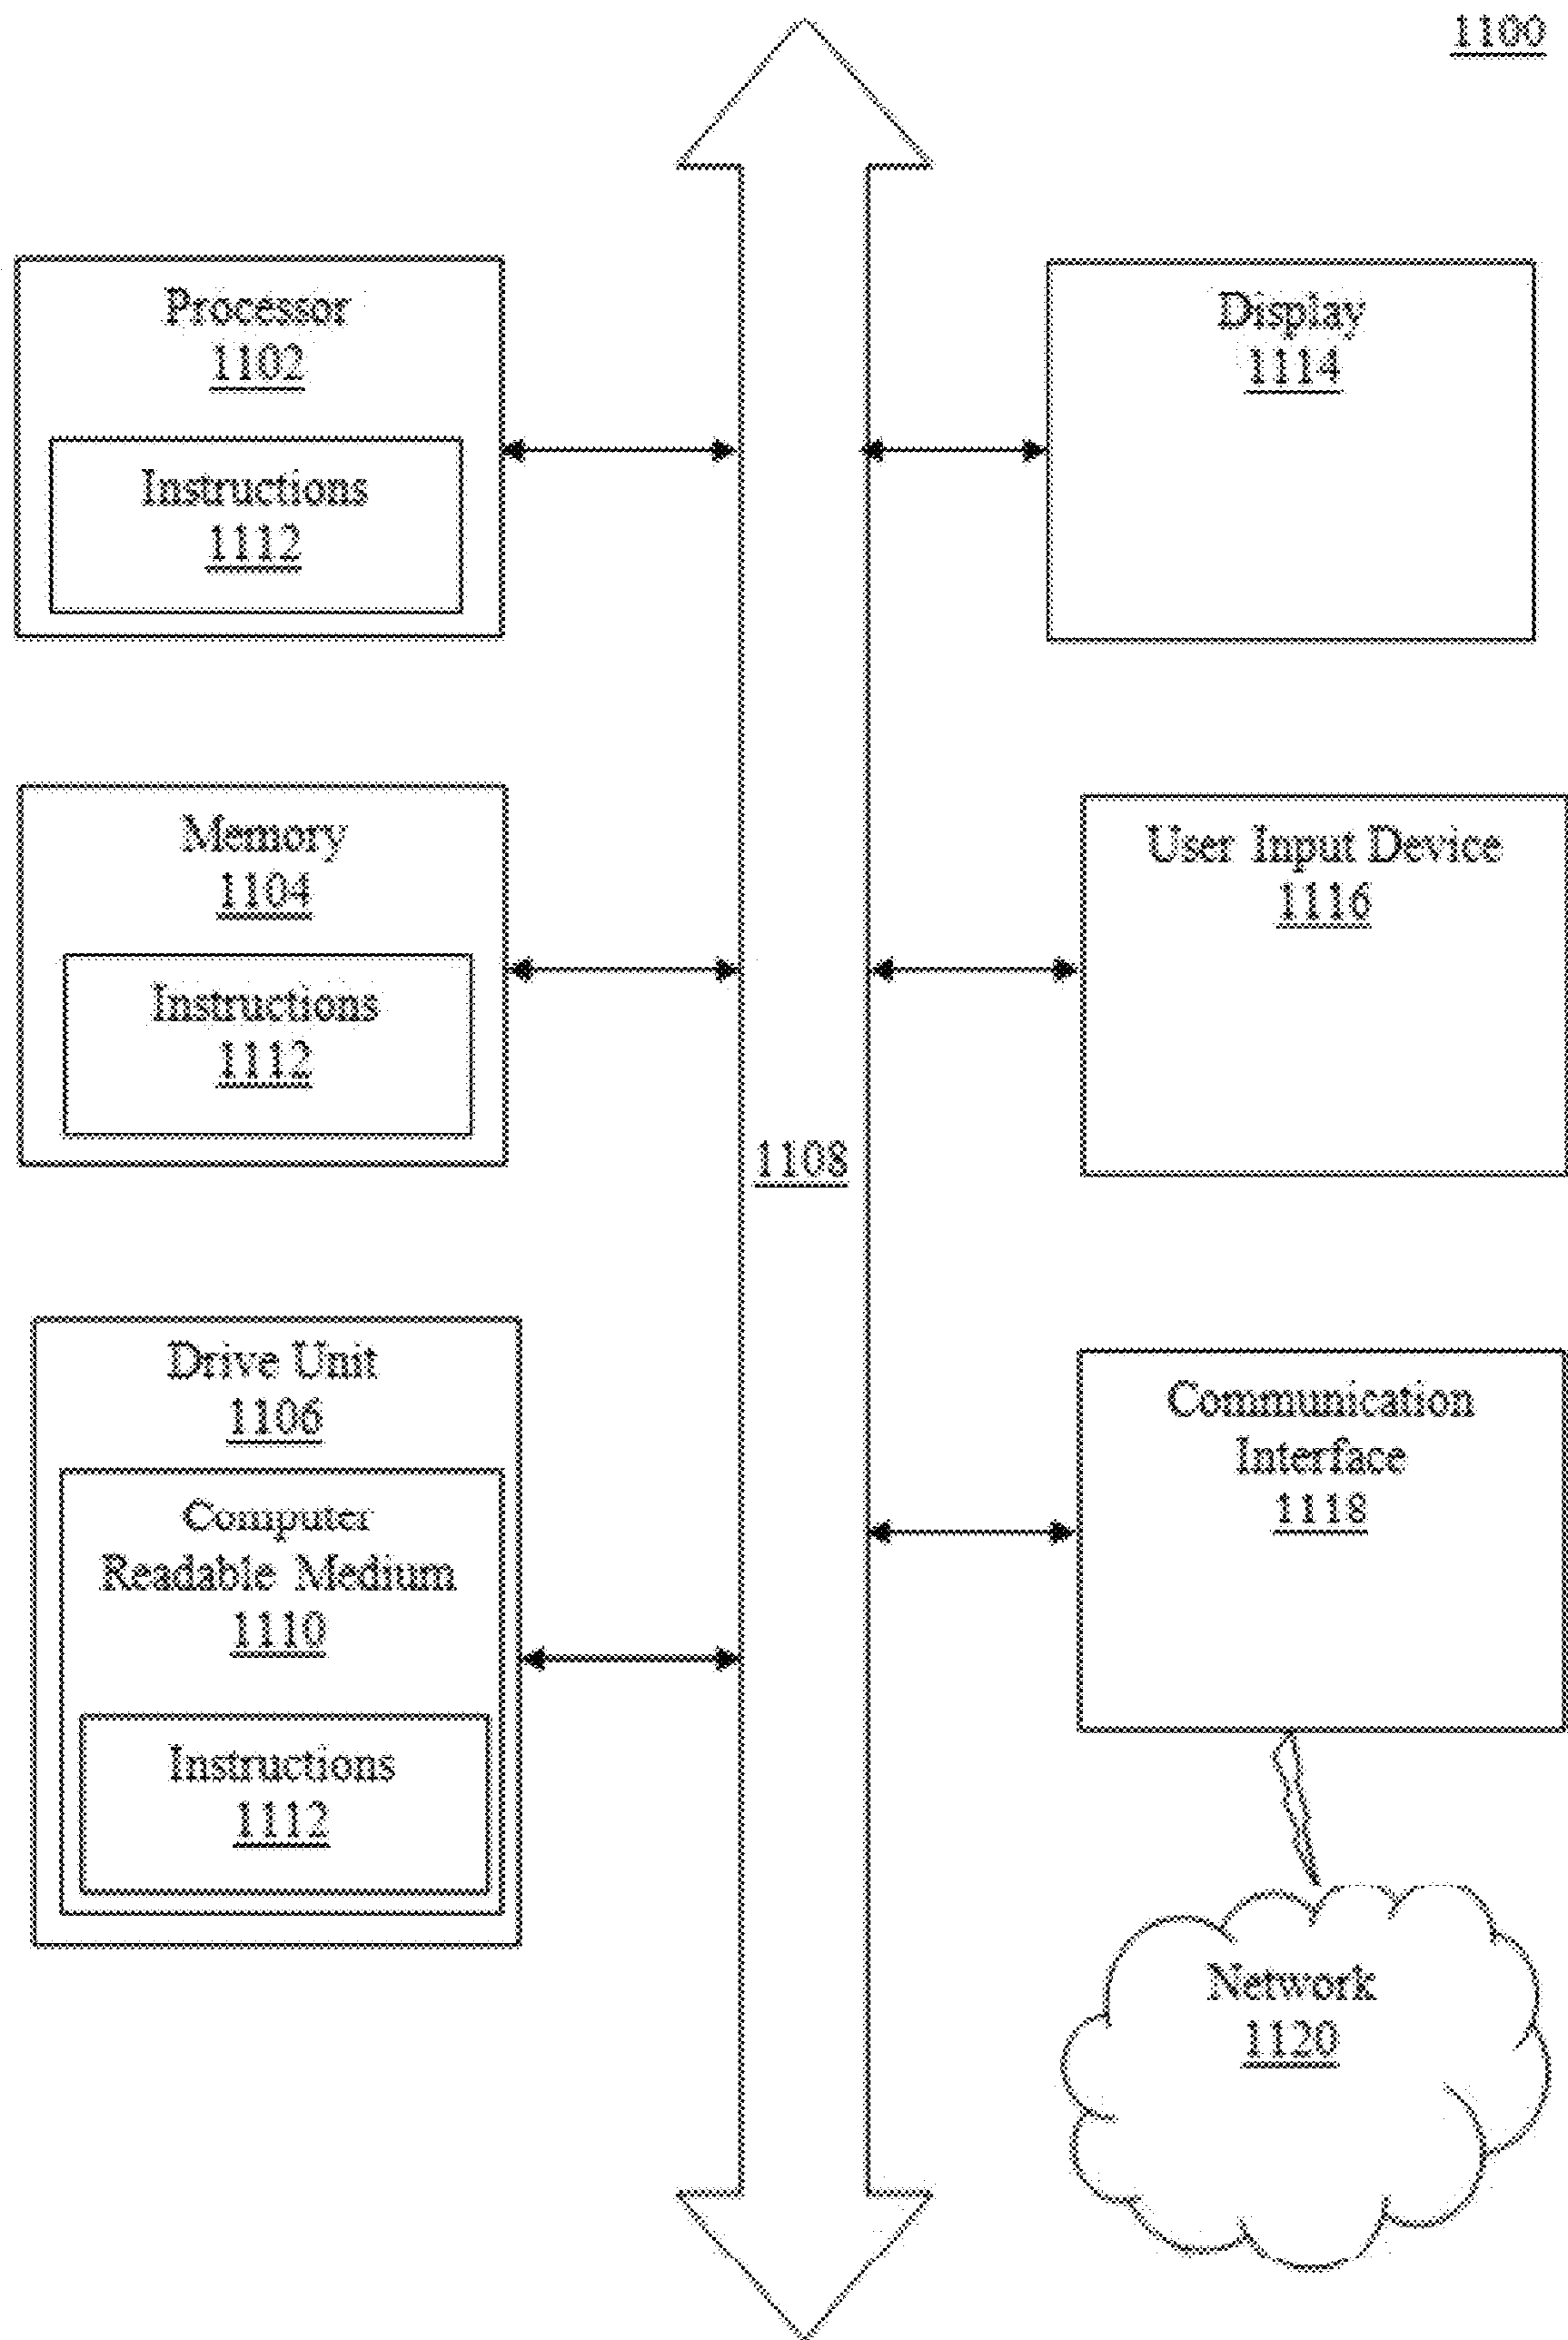 1100
Processor
1102
Instructions
1112
Display
1114
Memory
1104
Instructions
1112
User Input Device
1116
1108
Drive Unit
1106
Computer
Readable Medium
1110
Instructions
1112
Communication
Interface
1118
Network
1120